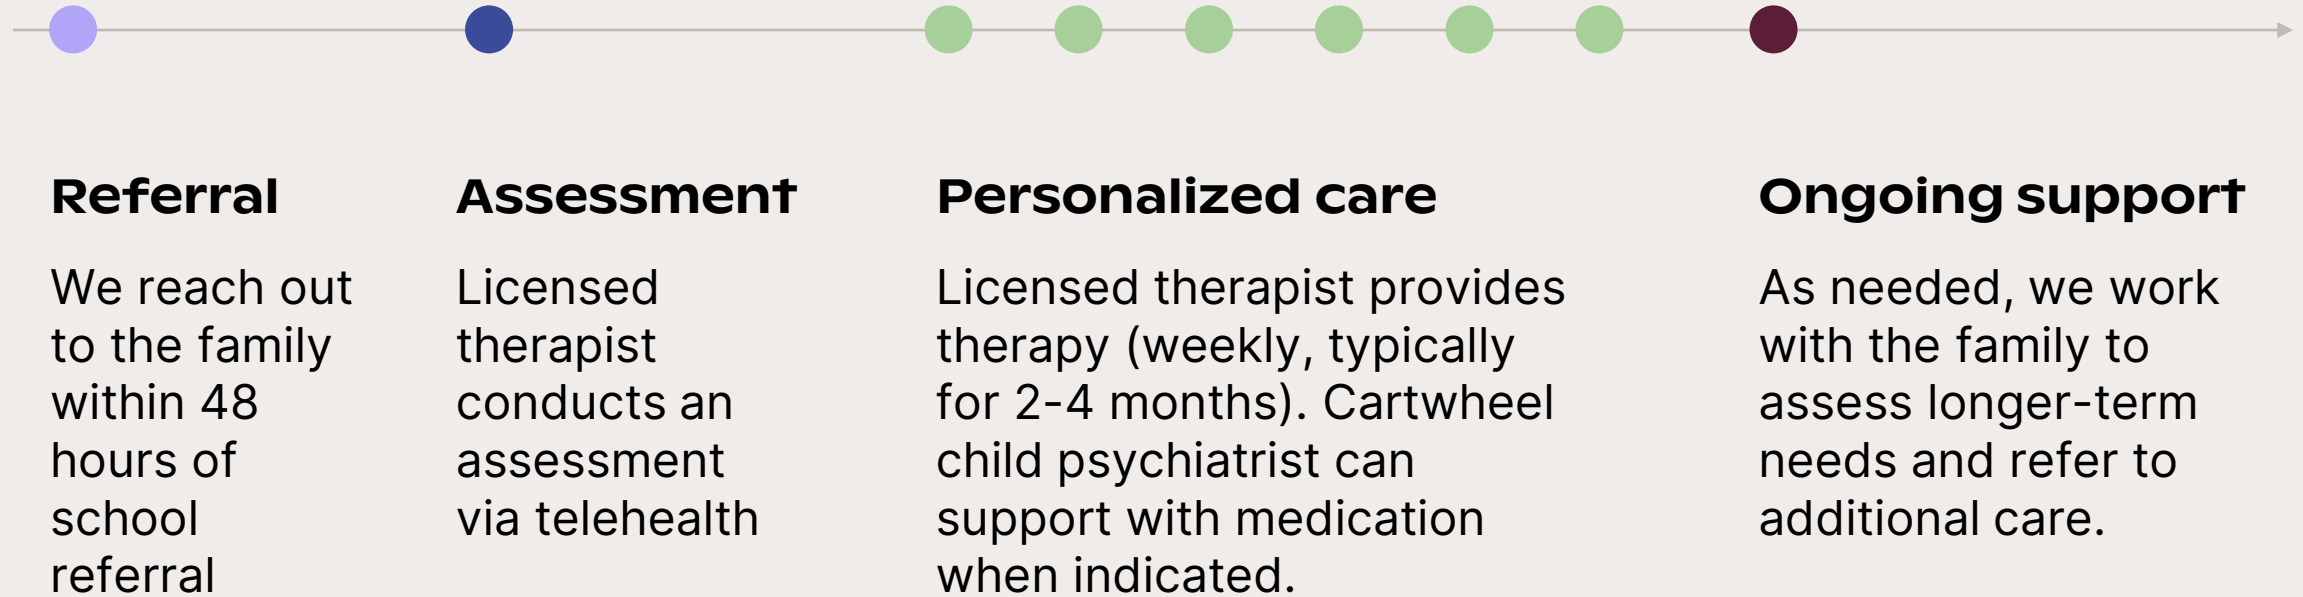 Referral
We reach out
to the family
within 48
hours of
school
referral
Assessment
Licensed
therapist
conducts an
assessment
via telehealth
Personalized care
Licensed therapist provides
therapy (weekly, typically
for 2-4 months). Cartwheel
child psychiatrist can
support with medication
when indicated.
Ongoing support
As needed, we work
with the family to
assess longer-term
needs and refer to
additional care.